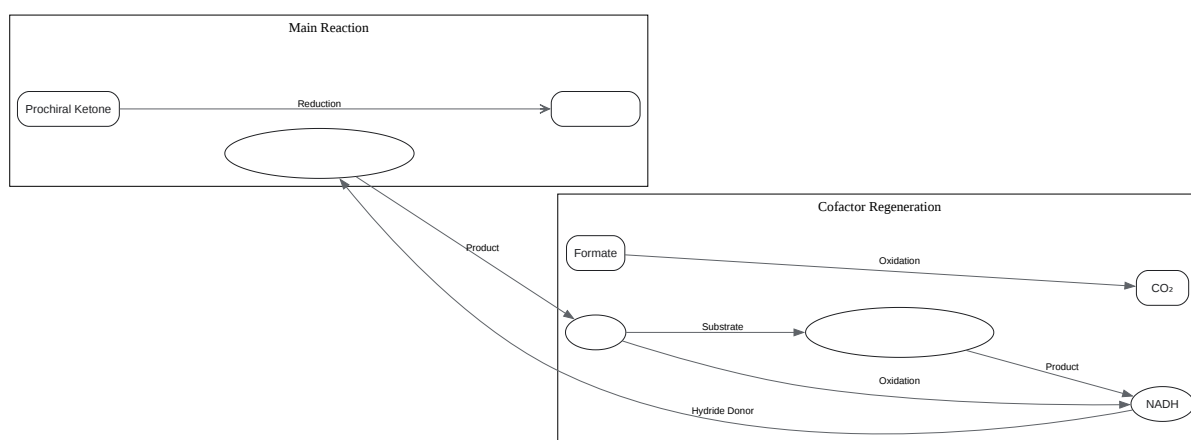 Main Reaction
Prochiral Ketone
Reduction
Product
Cofactor Regeneration
Formate
Oxidation
CO₂
Substrate
Product
Oxidation
NADH
Hydride Donor